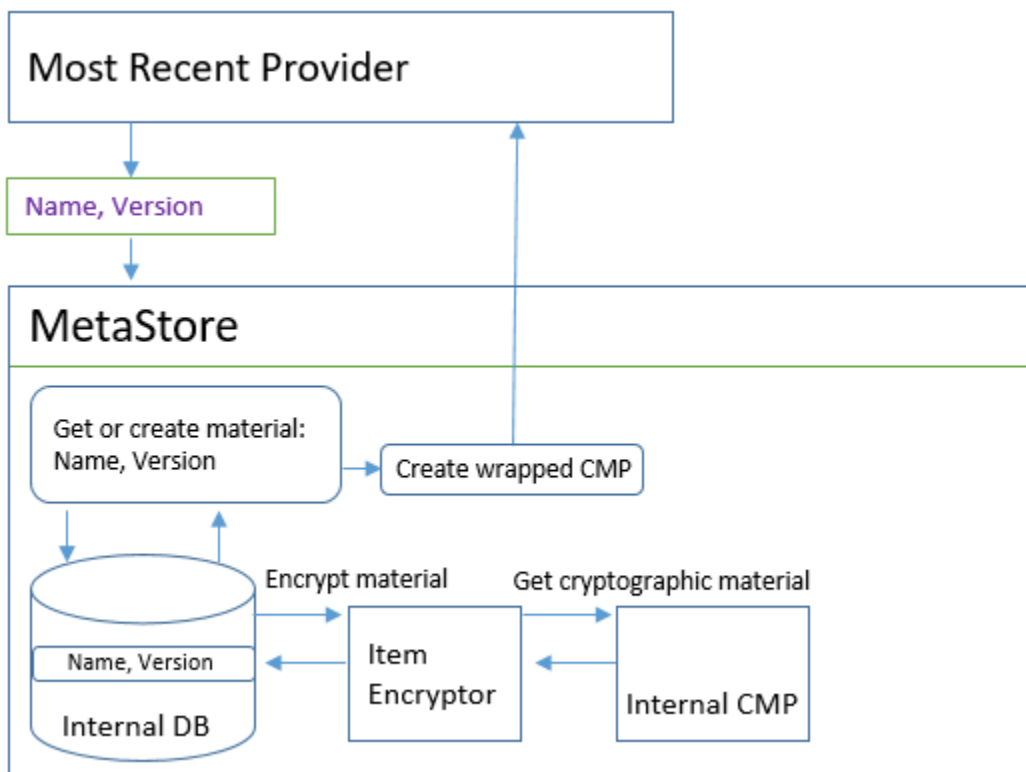 Most Recent Provider
Name, Version
MetaStore
Get or create material:
Name, Version
Create wrapped CMP
Encrypt material
Get cryptographic material
Name, Version
Item
Encryptor
Internal CMP
Internal DB